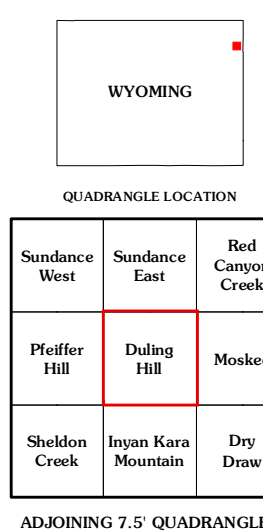 WYOMING
QUADRANGLE LOCATION
Sundance West
Sundance East
Red Canyon Creek
Pfeiffer Hill
Duling Hill
Sheldon Creek
Inyan Kara Mountain
Dry Draw
ADJOINING 7.5'